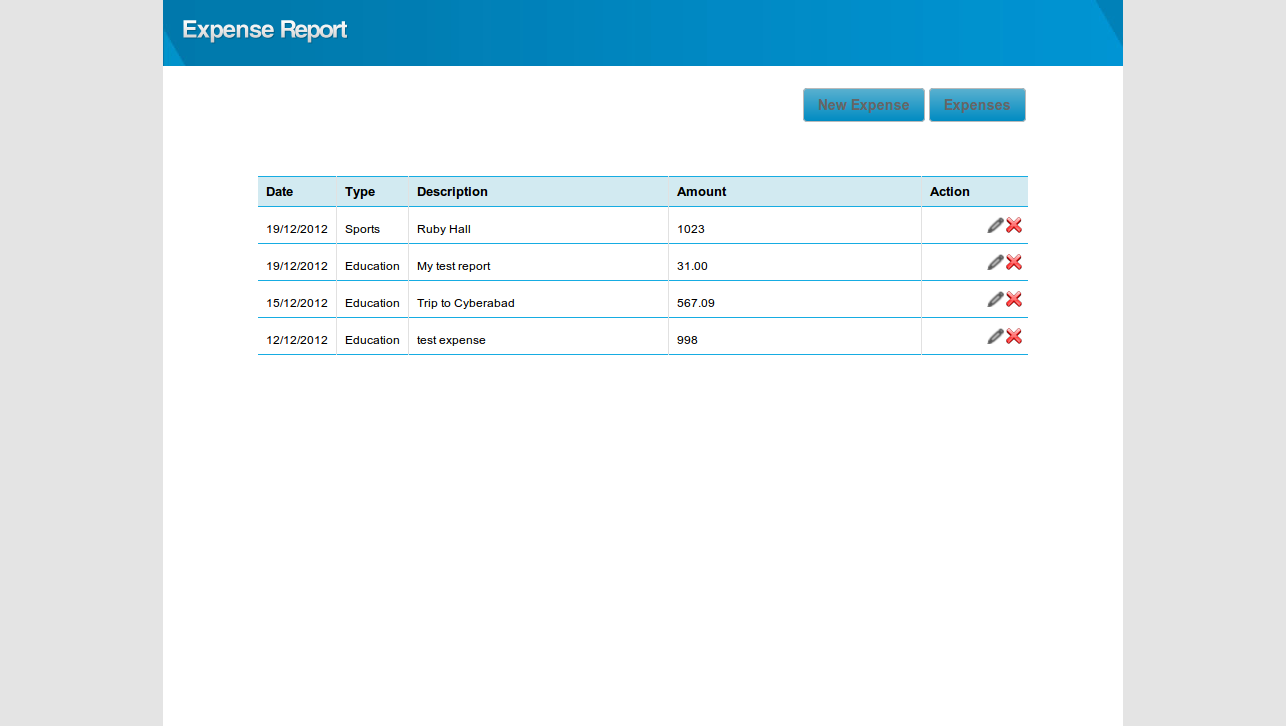 Expense Report
New Expense Expenses
Date Type Description Amount Action
19/12/2012 Sports Ruby Hall 1023
19/12/2012 Education My test report 31.00
15/12/2012 Education Trip to Cyberabad 567.09
12/12/2012 Education test expense 998